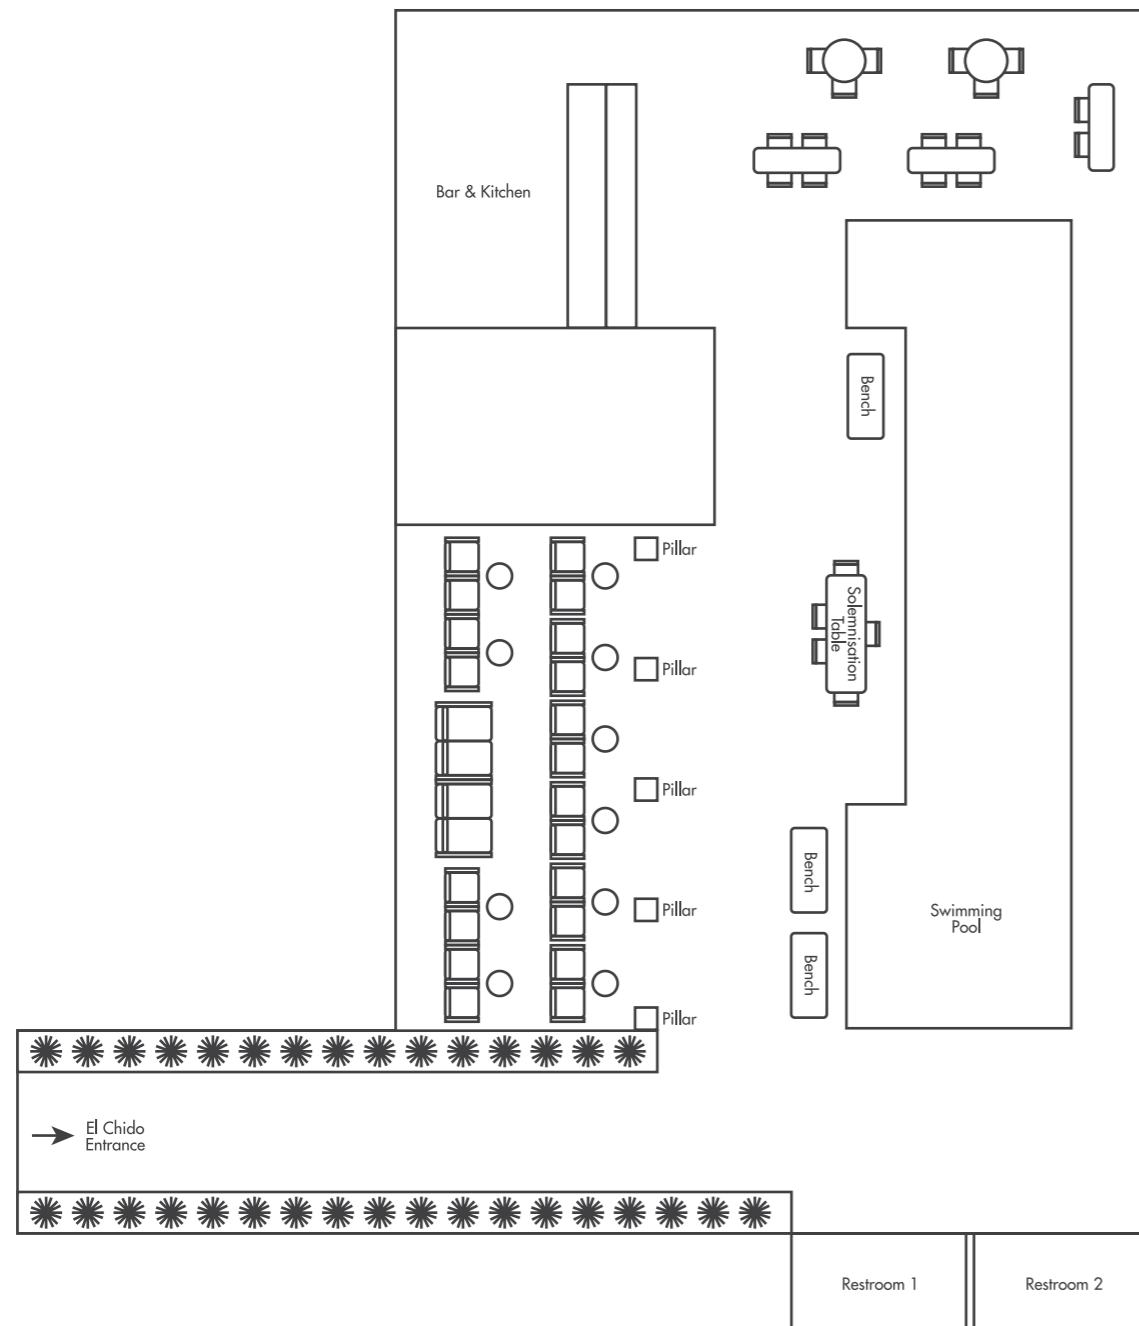 Bar & Kitchen
Bench
Pillar
Solemnisation
Table
Pillar
Pillar
Bench
Pillar
Swimming
Pool
Bench
Pillar
El Chido
Entrance
Restroom 1
Restroom 2